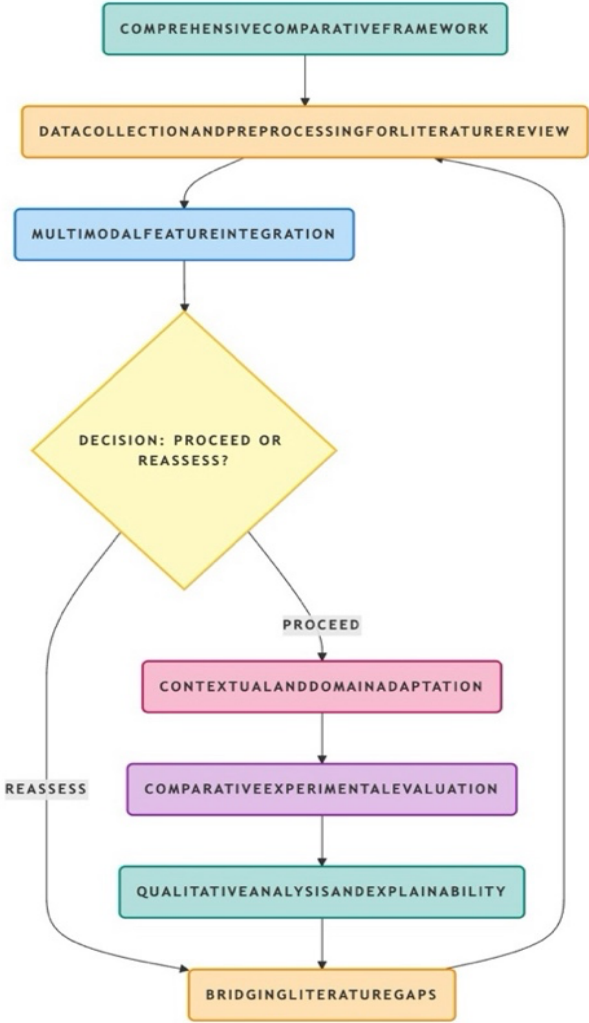 COMPREHENSIVECOMPARATIVEFRAMEWORK
DATACOLLECTIONANDPREPROCESSINGFORLITERATUREREVIEW
MULTIMODALFEATUREINTEGRATION
DECISION: PROCEED OR
REASSESS?
PROCEED
CONTEXTUALANDDOMAINADAPTATION
REASSESS
COMPARATIVEEXPERIMENTALEVALUATION
QUALITATIVEANALYSISANDEXPLAINABILITY
BRIDGINGLITERATUREGAPS